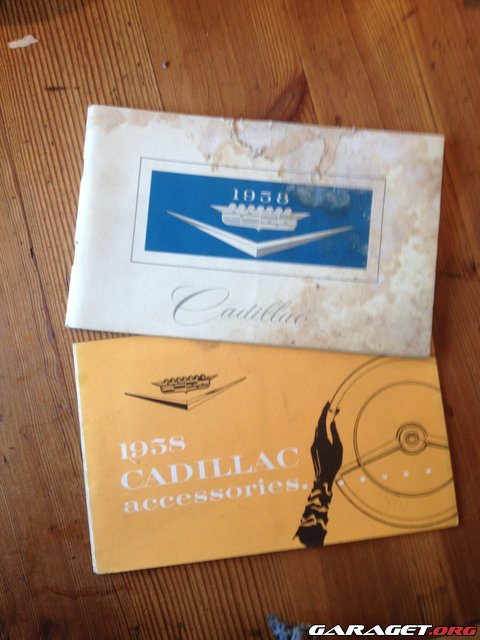 1958
Cadillac
1958
CADILLAC
accessories.....
GARAGET.ORG